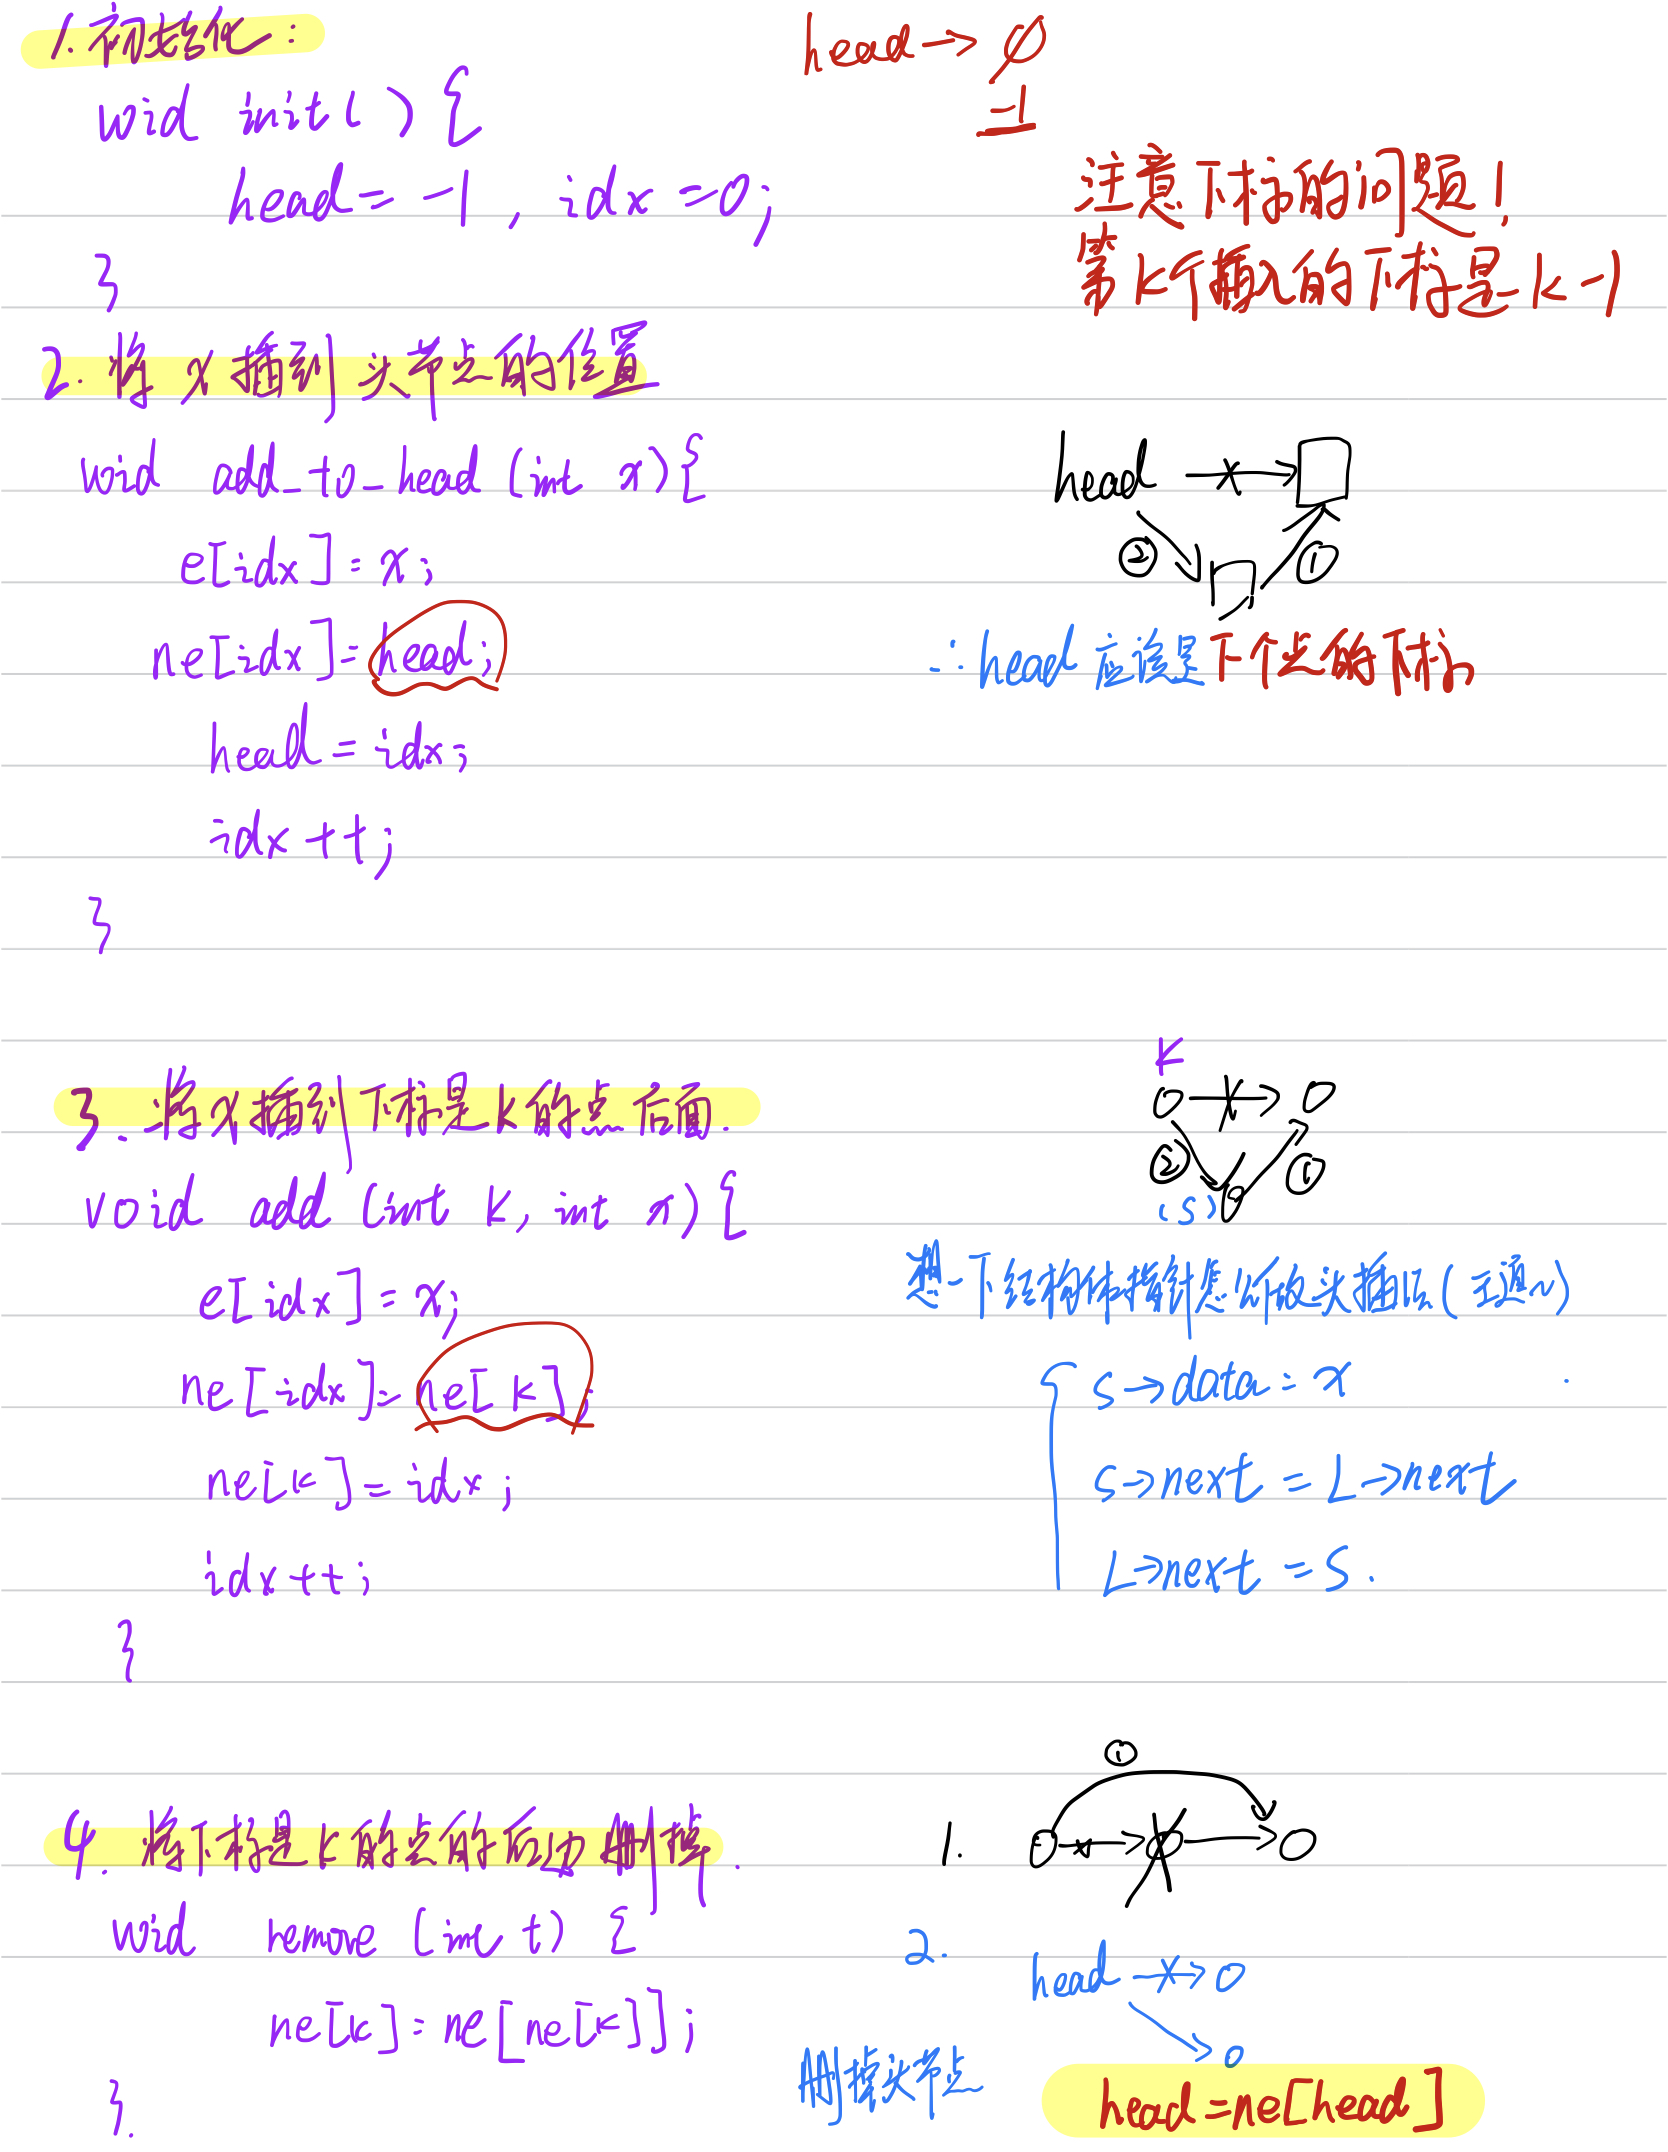 1. 初始化:
void init( ) {
head = -1 , idx = 0;
}
head → ∅
-1
注意下标的问题!
第k个插入的下标是 k-1
2. 将 x 插到头节点的位置
void add_to_head (int x){
e[idx] = x;
ne[idx] = head;
head = idx;
idx ++;
}
head
② ①
∴ head 应该是下个点的下标
3. 将x插到下标是k的点后面.
void add (int k, int x) {
e[idx] = x;
ne[idx] = ne[k];
ne[k] = idx;
idx++;
}
k
② ①
(S)
想一下结构体指针怎么做头插法(互通~)
S→data = x
S→next = L→next
L→next = S.
4. 将下标是k的点的后边删掉.
void remove (int t) {
ne[k] = ne[ne[k]];
}.
①
1.
2. head
删掉头节点
head = ne[head]